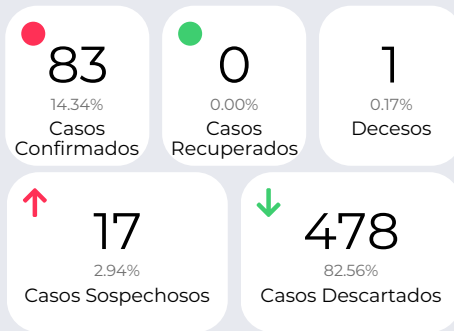 83
14.34%
Casos
Confirmados
0
0.00%
Casos
Recuperados
1
0.17%
Decesos
17
2.94%
Casos Sospechosos
478
82.56%
Casos Descartados